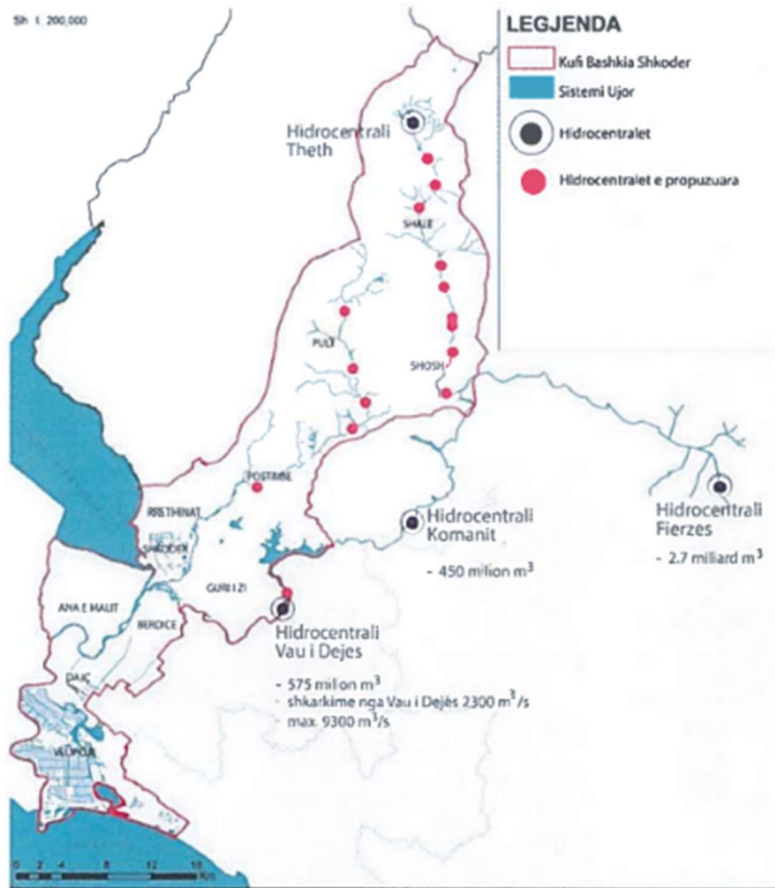 Sh 1: 200,000
LEGJENDA
Kufi Bashkia Shkoder
Sistemi Ujor
Hidrocentralet
Hidrocentralet e propuzuara
Hidrocentrali
Theth
SHALE
PULT
SHOSH
POSTRIBE
RRETHINAT
SHKODER
GURI I ZI
ANA E MALIT
BERDICE
DAJÇ
VELIPOJE
Hidrocentrali
Komanit
- 450 milion m³
Hidrocentrali
Fierzes
- 2.7 miliard m³
Hidrocentrali
Vau i Dejes
- 575 milion m³
- shkarkime nga Vau i Dejës 2300 m³/s
- max. 9300 m³/s
0 2 4 8 12 16
Km